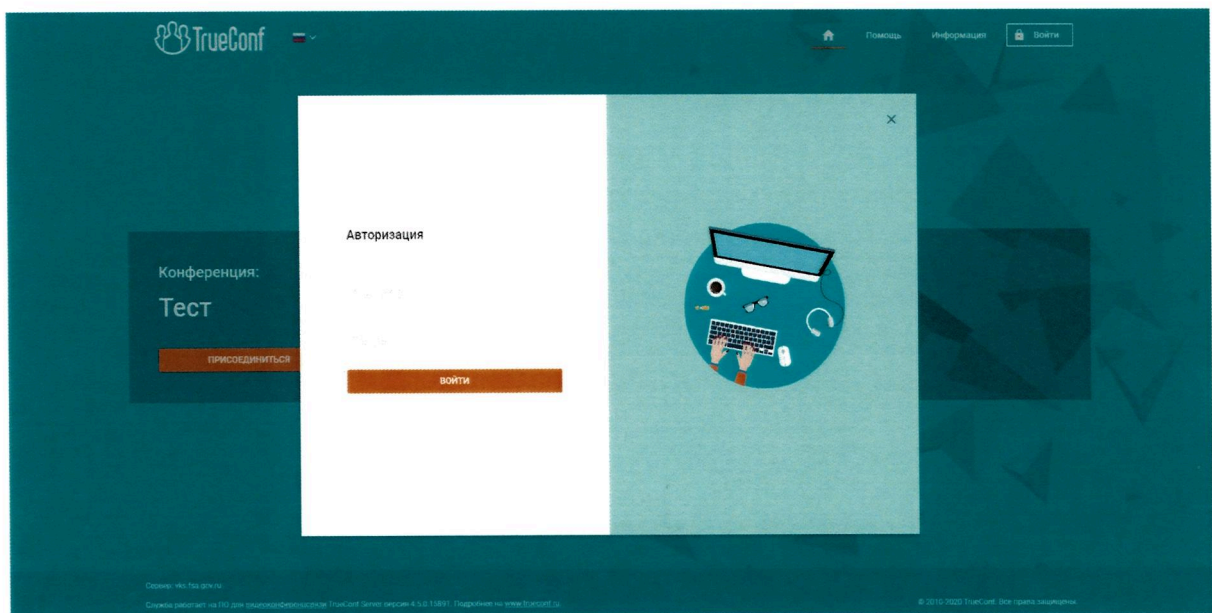 TrueConf
Помощь
Информация
Войти
Авторизация
Конференция:
Тест
ПРИСОЕДИНИТЬСЯ
ВОЙТИ
Сервер: vks.fss.gov.ru
Служба работает на ПО для видеоконференцсвязи TrueConf Server версии 4.5.0.15891. Подробнее на www.trueconf.ru.
© 2010-2020 TrueConf. Все права защищены.